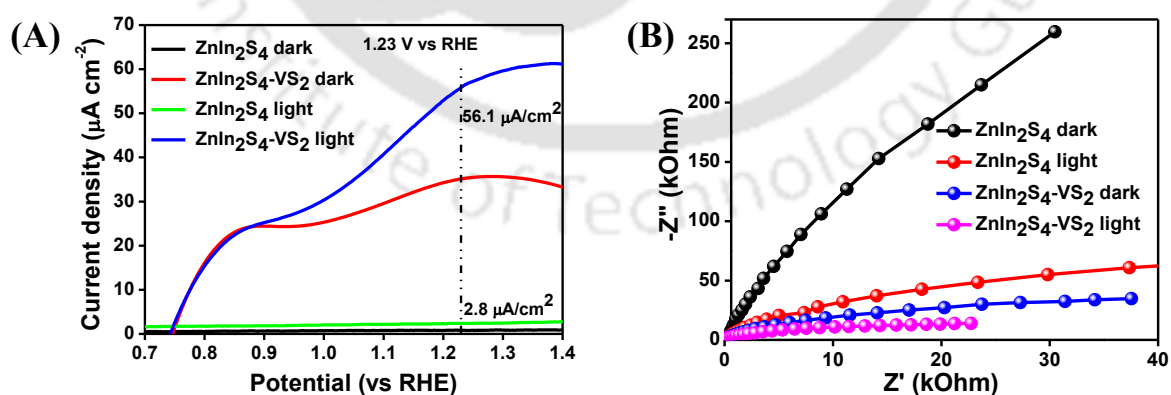 (A)
70
60
50
40
30
20
10
0
Current density (µA cm⁻²)
ZnIn₂S₄ dark
ZnIn₂S₄-VS₂ dark
ZnIn₂S₄ light
ZnIn₂S₄-VS₂ light
1.23 V vs RHE
56.1 µA/cm²
2.8 µA/cm²
0.7 0.8 0.9 1.0 1.1 1.2 1.3 1.4
Potential (vs RHE)
(B)
250
200
150
100
50
0
-Z'' (kOhm)
ZnIn₂S₄ dark
ZnIn₂S₄ light
ZnIn₂S₄-VS₂ dark
ZnIn₂S₄-VS₂ light
0 10 20 30 40
Z' (kOhm)
of Technology